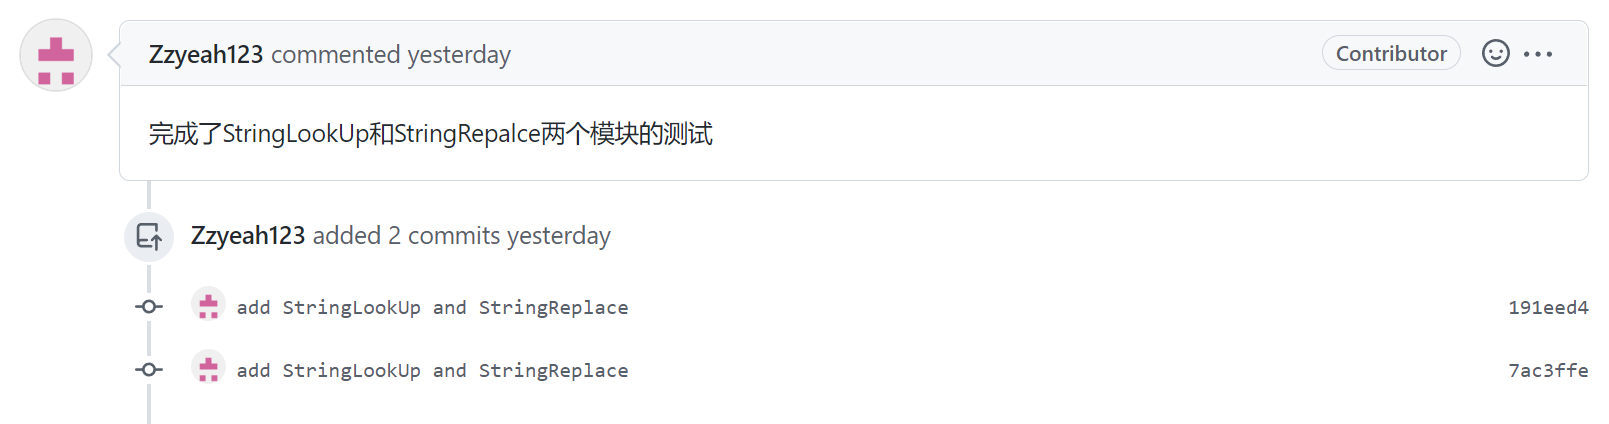 Zzyeah123 commented yesterday Contributor
完成了StringLookUp和StringRepalce两个模块的测试
Zzyeah123 added 2 commits yesterday
add StringLookUp and StringReplace 191eed4
add StringLookUp and StringReplace 7ac3ffe